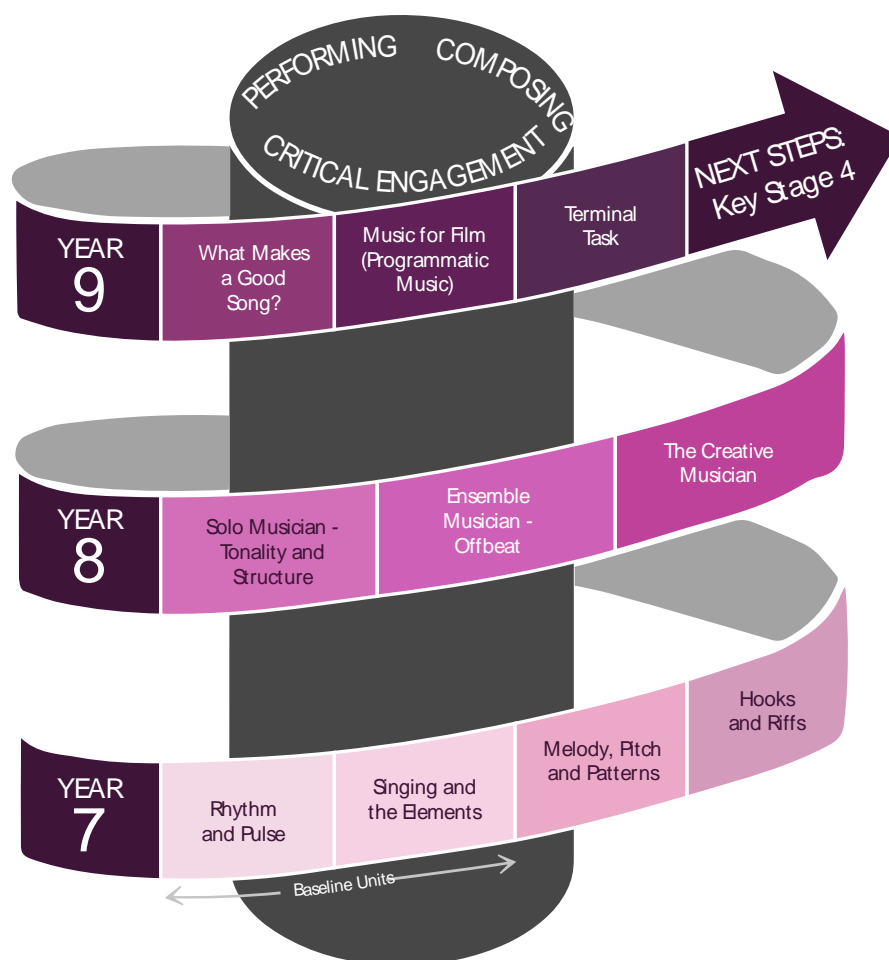 PERFORMING
COMPOSING
CRITICAL ENGAGEMENT
NEXT STEPS:
Key Stage 4
YEAR
9
What Makes
a Good
Song?
Music for Film
(Programmatic
Music)
Terminal
Task
YEAR
8
Solo Musician -
Tonality and
Structure
Ensemble
Musician -
Offbeat
The Creative
Musician
YEAR
7
Rhythm
and Pulse
Singing and
the Elements
Melody, Pitch
and Patterns
Hooks
and Riffs
Baseline Units